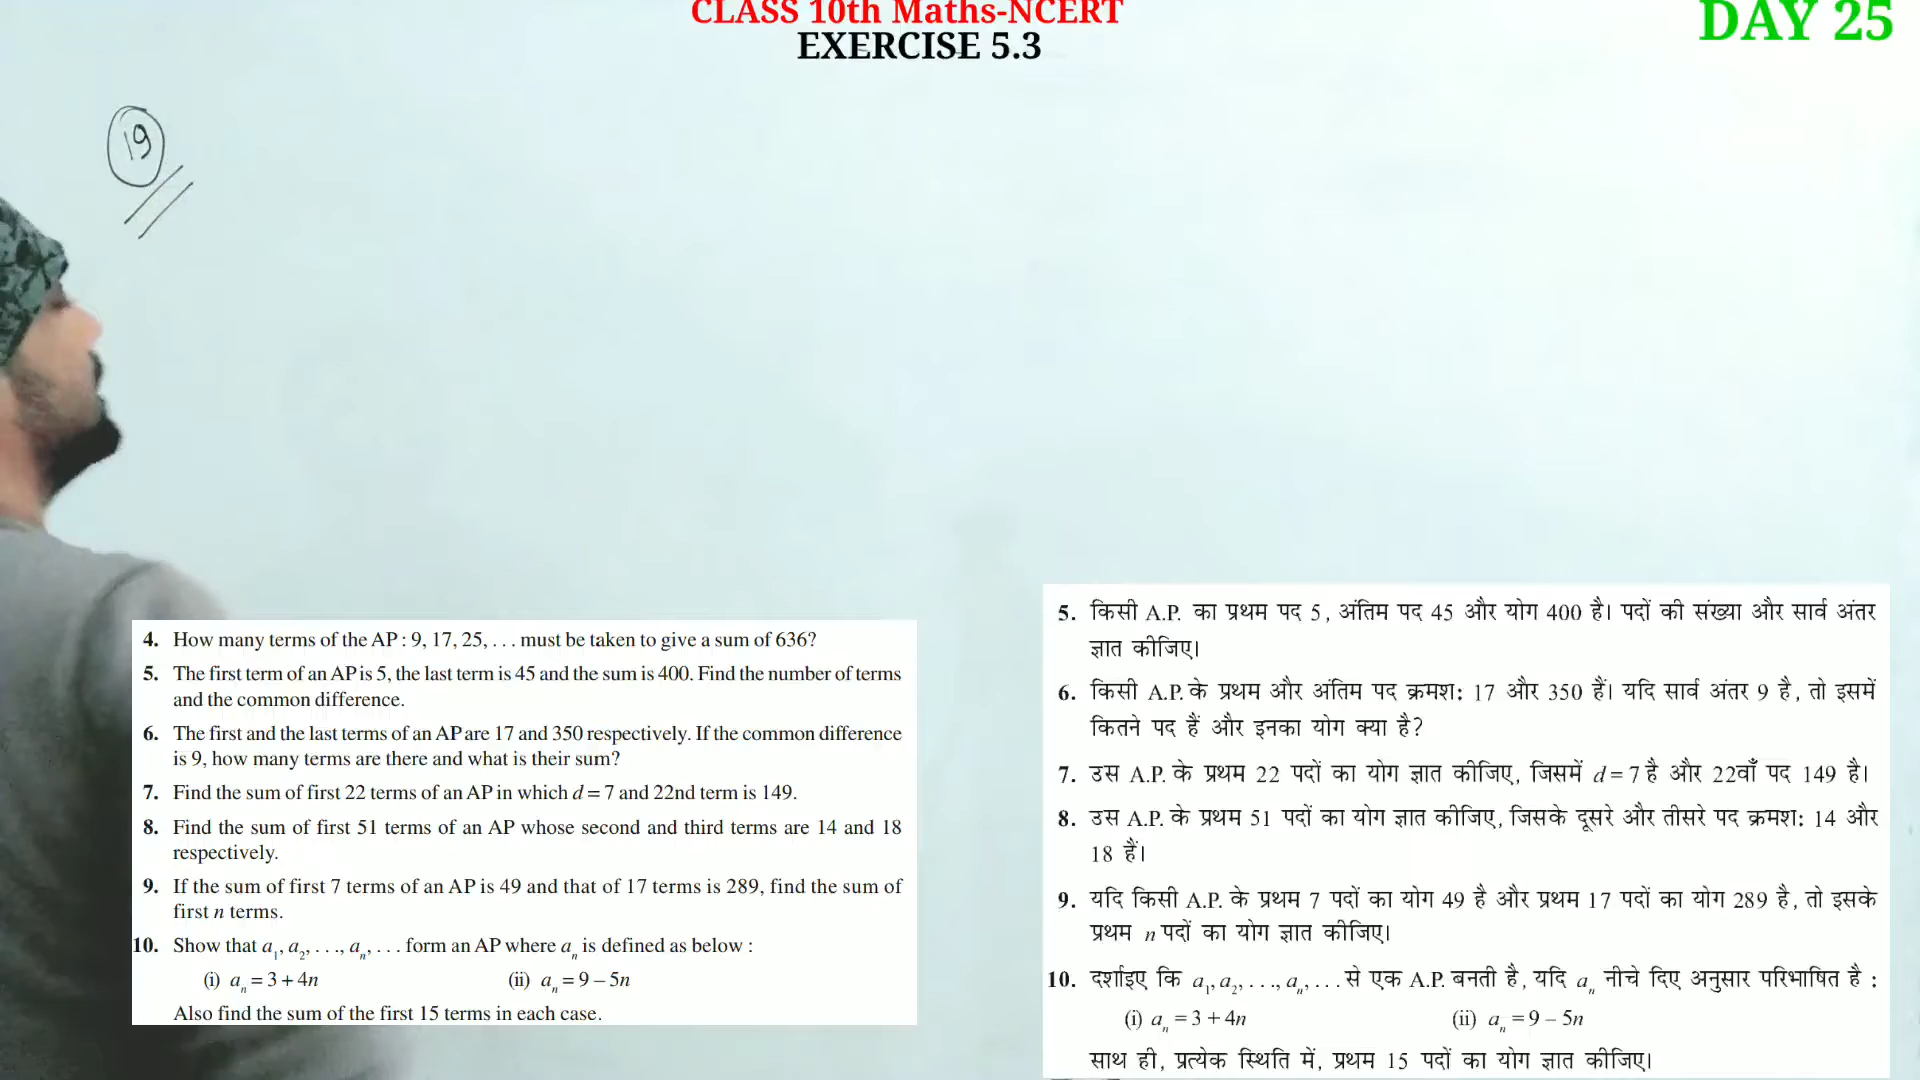 CLASS 10th Maths-NCERT
EXERCISE 5.3
DAY 25
19
4. How many terms of the AP : 9, 17, 25, . . . must be taken to give a sum of 636?
5. The first term of an AP is 5, the last term is 45 and the sum is 400. Find the number of terms
and the common difference.
6. The first and the last terms of an AP are 17 and 350 respectively. If the common difference
is 9, how many terms are there and what is their sum?
7. Find the sum of first 22 terms of an AP in which d = 7 and 22nd term is 149.
8. Find the sum of first 51 terms of an AP whose second and third terms are 14 and 18
respectively.
9. If the sum of first 7 terms of an AP is 49 and that of 17 terms is 289, find the sum of
first n terms.
10. Show that a₁, a₂, . . ., aₙ, . . . form an AP where aₙ is defined as below :
(i) aₙ = 3 + 4n (ii) aₙ = 9 – 5n
Also find the sum of the first 15 terms in each case.
5. किसी A.P. का प्रथम पद 5, अंतिम पद 45 और योग 400 है। पदों की संख्या और सार्व अंतर
ज्ञात कीजिए।
6. किसी A.P. के प्रथम और अंतिम पद क्रमश: 17 और 350 हैं। यदि सार्व अंतर 9 है, तो इसमें
कितने पद हैं और इनका योग क्या है?
7. उस A.P. के प्रथम 22 पदों का योग ज्ञात कीजिए, जिसमें d = 7 है और 22वाँ पद 149 है।
8. उस A.P. के प्रथम 51 पदों का योग ज्ञात कीजिए, जिसके दूसरे और तीसरे पद क्रमश: 14 और
18 हैं।
9. यदि किसी A.P. के प्रथम 7 पदों का योग 49 है और प्रथम 17 पदों का योग 289 है, तो इसके
प्रथम n पदों का योग ज्ञात कीजिए।
10. दर्शाइए कि a₁, a₂, . . ., aₙ, . . . से एक A.P. बनती है, यदि aₙ नीचे दिए अनुसार परिभाषित है :
(i) aₙ = 3 + 4n (ii) aₙ = 9 – 5n
साथ ही, प्रत्येक स्थिति में, प्रथम 15 पदों का योग ज्ञात कीजिए।